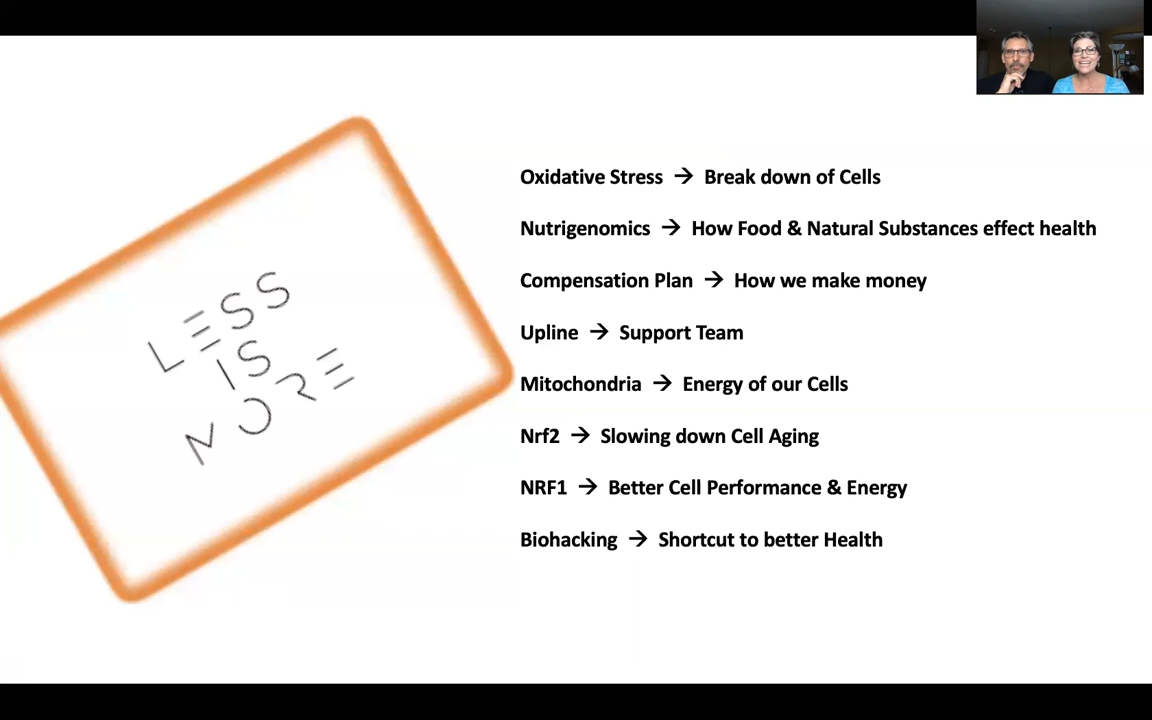 LESS
IS
MORE
Oxidative Stress → Break down of Cells
Nutrigenomics → How Food & Natural Substances effect health
Compensation Plan → How we make money
Upline → Support Team
Mitochondria → Energy of our Cells
Nrf2 → Slowing down Cell Aging
NRF1 → Better Cell Performance & Energy
Biohacking → Shortcut to better Health